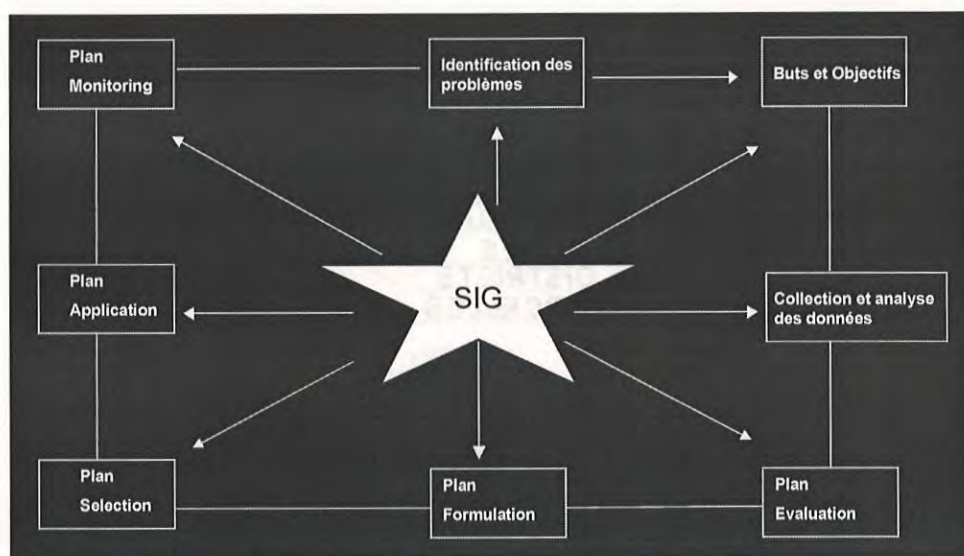 Plan
Monitoring
Identification des
problèmes
Buts et Objectifs
Plan
Application
SIG
Collection et analyse
des données
Plan
Selection
Plan
Formulation
Plan
Evaluation